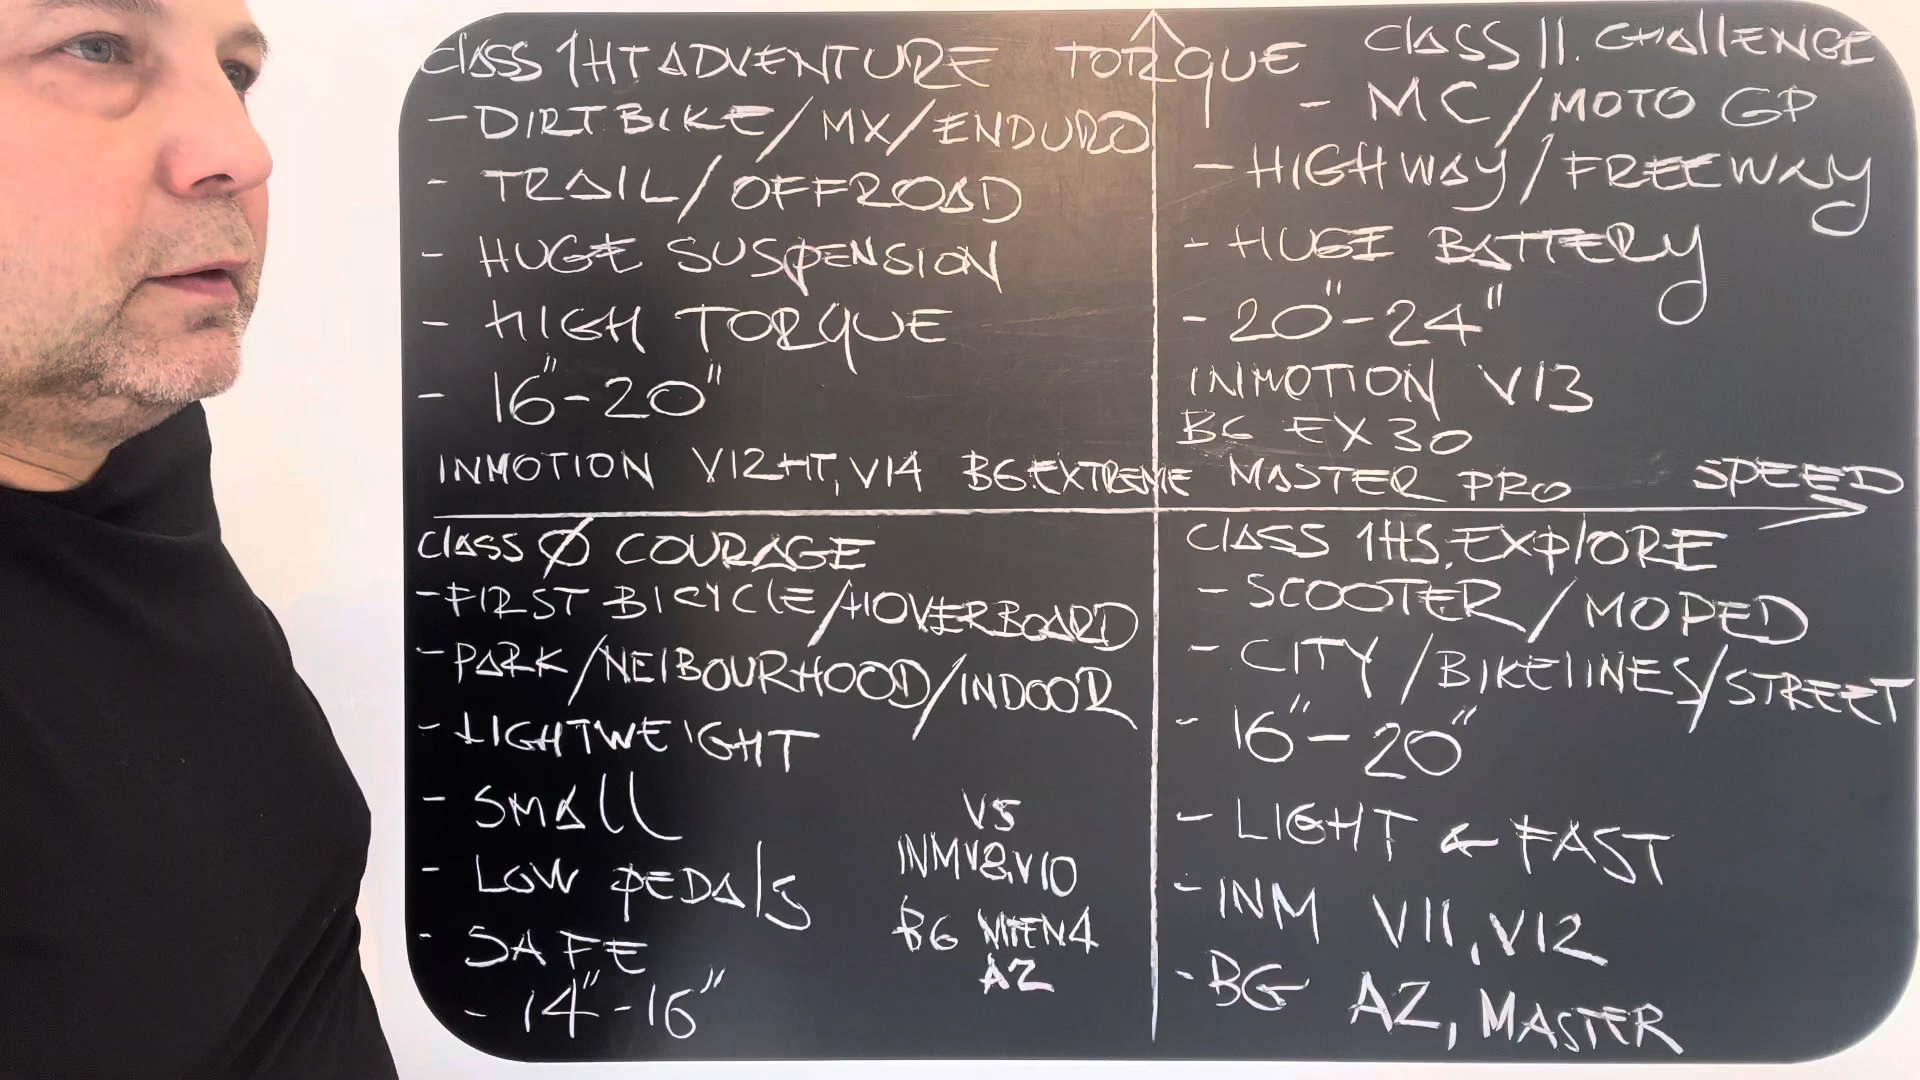 CLASS 1HT ADVENTURE
- DIRTBIKE/MX/ENDURO
- TRAIL/OFFROAD
- HUGE SUSPENSION
- HIGH TORQUE
- 16"-20"
INMOTION V12HT, V14 BG.EXTREME
TORQUE
CLASS II. CHALLENGE
- MC/MOTO GP
- HIGHWAY/FREEWAY
- HUGE BATTERY
- 20"-24"
INMOTION V13
BG EX30
MASTER PRO
SPEED
CLASS Ø COURAGE
- FIRST BICYCLE/HOVERBOARD
- PARK/NEIBOURHOOD/INDOOR
- LIGHTWEIGHT
- SMALL
- LOW PEDALS
- SAFE
- 14"-16"
V5
INMV8,V10
BG MTEN4
A2
CLASS 1HS.EXPLORE
- SCOOTER/MOPED
- CITY/BIKELINES/STREET
- 16"-20"
- LIGHT & FAST
- INM V11, V12
- BG A2, MASTER